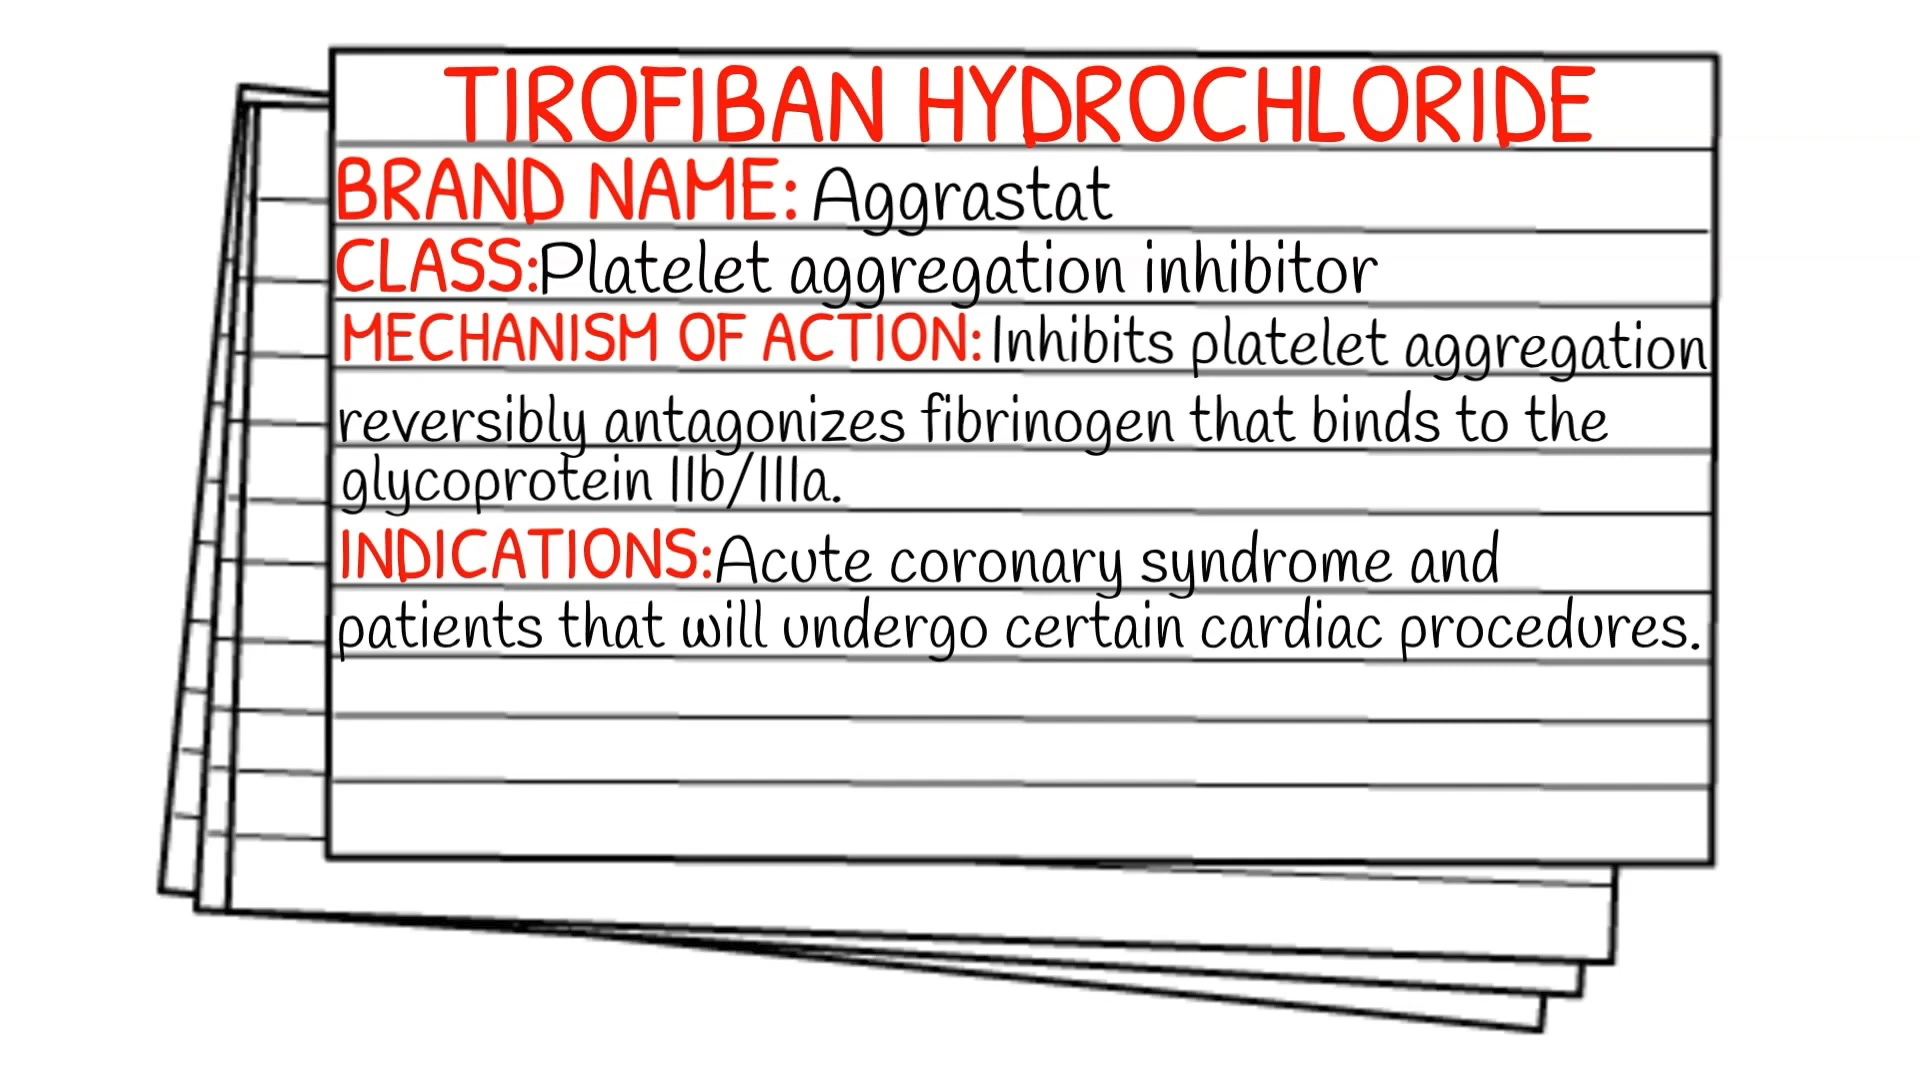 TIROFIBAN HYDROCHLORIDE
BRAND NAME: Aggrastat
CLASS:Platelet aggregation inhibitor
MECHANISM OF ACTION: Inhibits platelet aggregation
reversibly antagonizes fibrinogen that binds to the
glycoprotein IIb/IIIa.
INDICATIONS:Acute coronary syndrome and
patients that will undergo certain cardiac procedures.